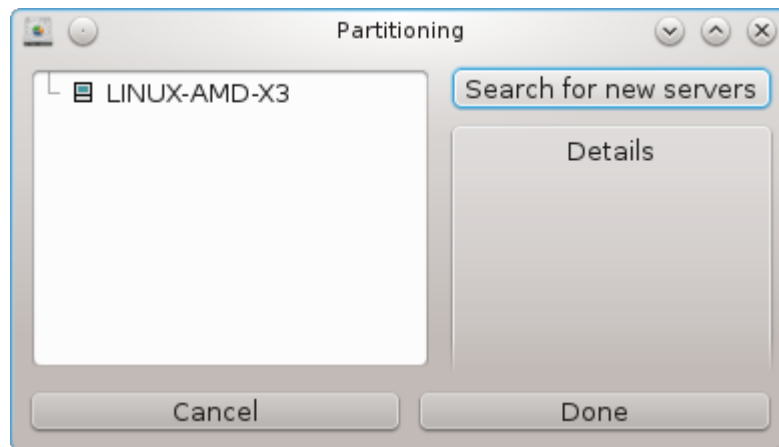 Partitioning
LINUX-AMD-X3
Search for new servers
Details
Cancel
Done